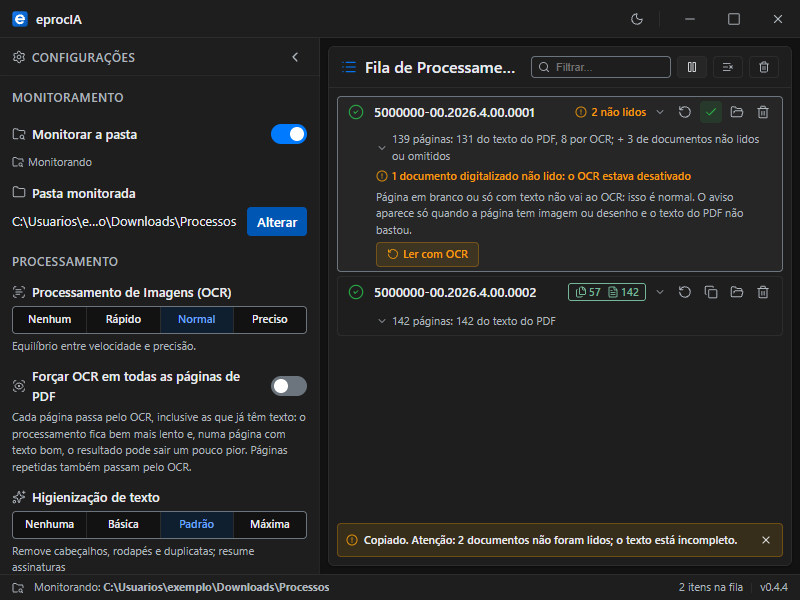 eprocIA
CONFIGURAÇÕES
MONITORAMENTO
Monitorar a pasta
Monitorando
Pasta monitorada
C:\Usuarios\e...o\Downloads\Processos
Alterar
PROCESSAMENTO
Processamento de Imagens (OCR)
Nenhum
Rápido
Normal
Preciso
Equilíbrio entre velocidade e precisão.
Forçar OCR em todas as páginas de
PDF
Cada página passa pelo OCR, inclusive as que já têm texto: o
processamento fica bem mais lento e, numa página com
texto bom, o resultado pode sair um pouco pior. Páginas
repetidas também passam pelo OCR.
Higienização de texto
Nenhuma
Básica
Padrão
Máxima
Remove cabeçalhos, rodapés e duplicatas; resume
assinaturas
Fila de Processame...
Filtrar...
5000000-00.2026.4.00.0001
2 não lidos
139 páginas: 131 do texto do PDF, 8 por OCR; + 3 de documentos não lidos
ou omitidos
1 documento digitalizado não lido: o OCR estava desativado
Página em branco ou só com texto não vai ao OCR: isso é normal. O aviso
aparece só quando a página tem imagem ou desenho e o texto do PDF não
bastou.
Ler com OCR
5000000-00.2026.4.00.0002
57
142
142 páginas: 142 do texto do PDF
Copiado. Atenção: 2 documentos não foram lidos; o texto está incompleto.
Monitorando: C:\Usuarios\exemplo\Downloads\Processos
2 itens na fila
v0.4.4